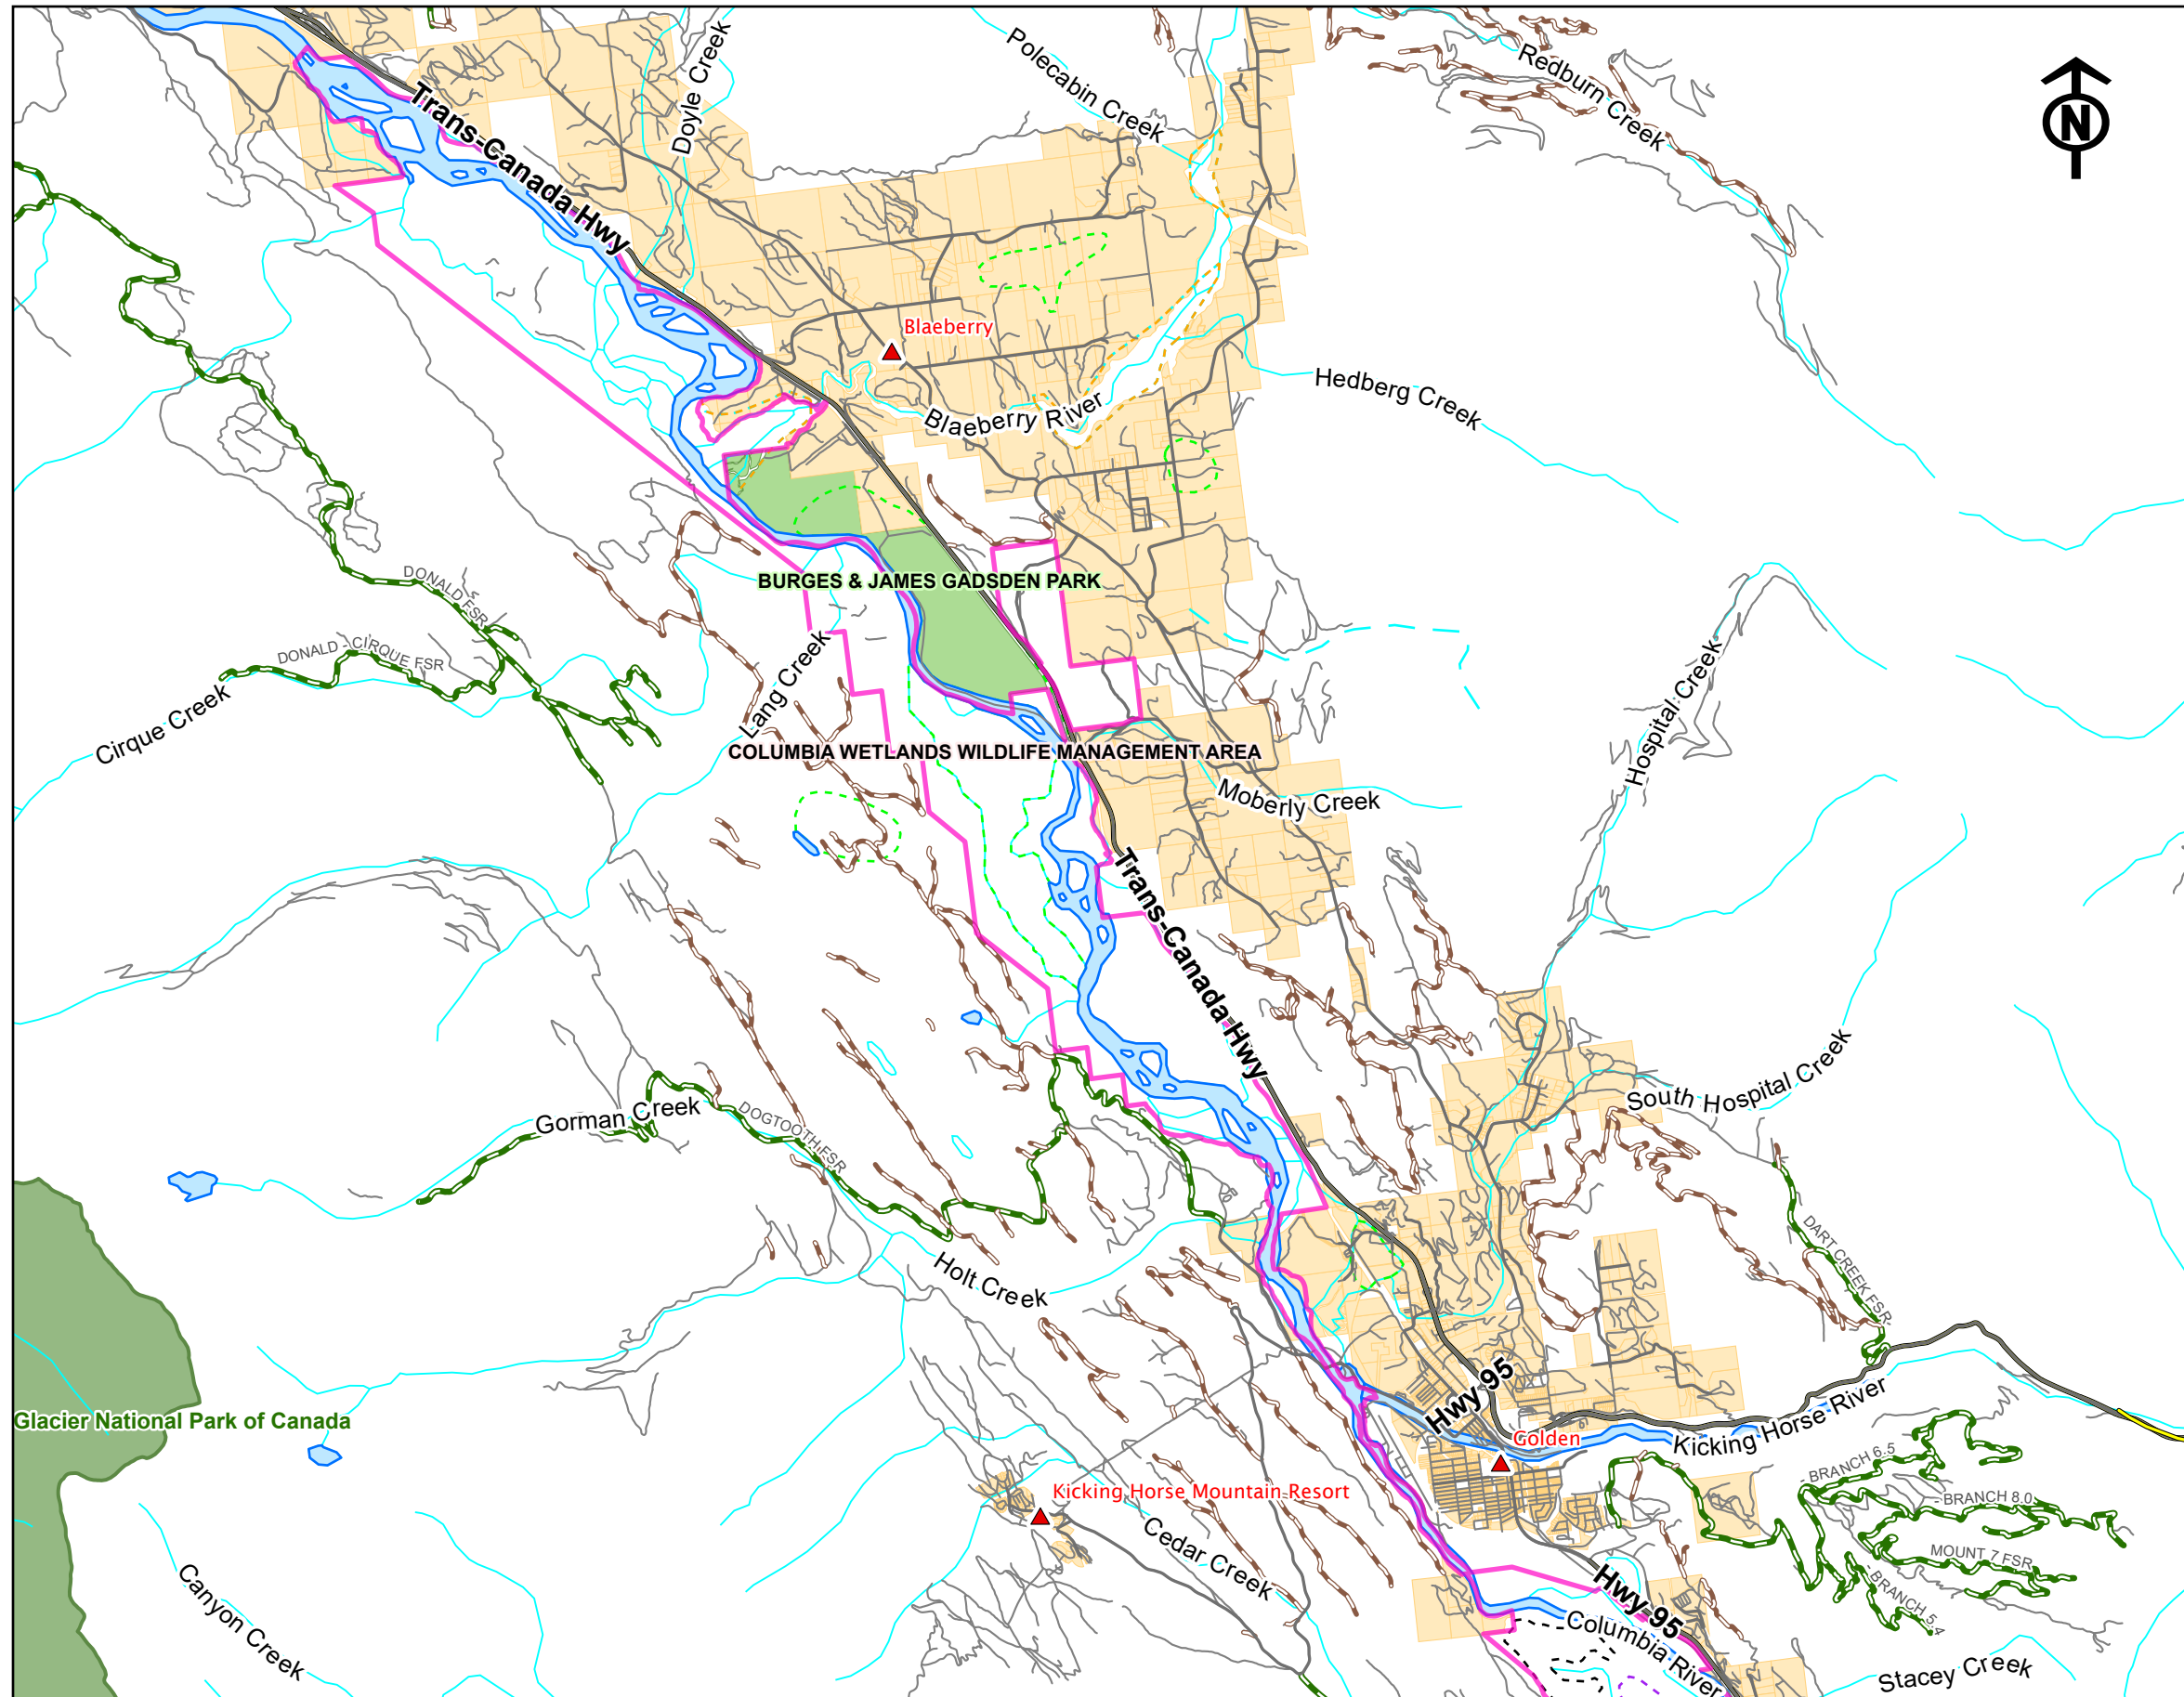 Doyle Creek
Polecabin Creek
Redburn Creek
N
Trans-Canada Hwy
Blaeberry
Blaeberry River
Hedberg Creek
DONALD FSR
DONALD - CIRQUE FSR
Cirque Creek
BURGES & JAMES GADSDEN PARK
Lang Creek
COLUMBIA WETLANDS WILDLIFE MANAGEMENT AREA
Hospital Creek
Moberly Creek
Trans-Canada Hwy
Gorman Creek
DOGTOOTH FSR
South Hospital Creek
Holt Creek
DART CREEK FSR
Glacier National Park of Canada
Hwy 95
Golden
Kicking Horse River
- BRANCH 6.5
- BRANCH 8.0
Kicking Horse Mountain Resort
Cedar Creek
MOUNT 7 FSR
- BRANCH 5.4
Canyon Creek
Hwy 95
Columbia River
Stacey Creek